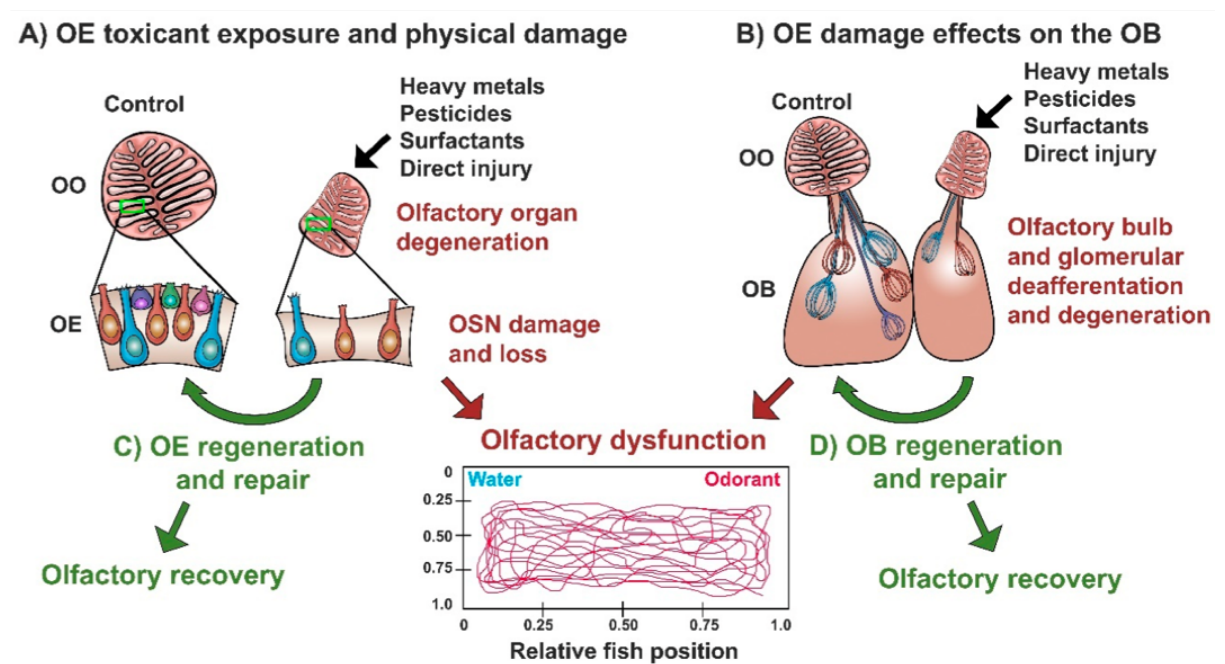 A) OE toxicant exposure and physical damage
Control
Heavy metals
Pesticides
Surfactants
Direct injury
OO
Olfactory organ
degeneration
OE
OSN damage
and loss
B) OE damage effects on the OB
Control
Heavy metals
Pesticides
Surfactants
Direct injury
OO
Olfactory bulb
and glomerular
deafferentation
and degeneration
OB
C) OE regeneration
and repair
Olfactory recovery
Olfactory dysfunction
Water
Odorant
0
0.25
0.50
0.75
1.0
0
0.25
0.50
0.75
1.0
Relative fish position
D) OB regeneration
and repair
Olfactory recovery